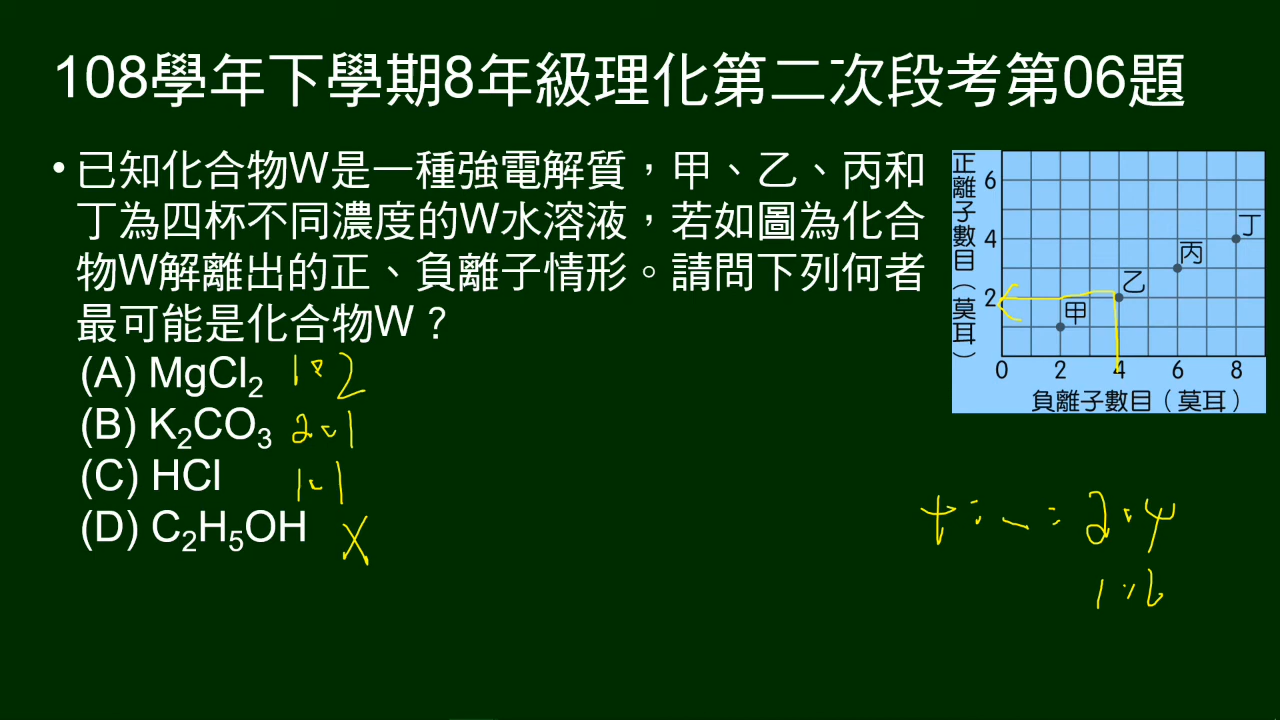 108學年下學期8年級理化第二次段考第06題
• 已知化合物W是一種強電解質，甲、乙、丙和
丁為四杯不同濃度的W水溶液，若如圖為化合
物W解離出的正、負離子情形。請問下列何者
最可能是化合物W？
(A) MgCl₂ 1:2
(B) K₂CO₃ 2:1
(C) HCl 1:1
(D) C₂H₅OH X
正離子數目（莫耳）
6
4
2
0 2 4 6 8
甲
乙
丙
丁
負離子數目（莫耳）
+ : - = 2:4